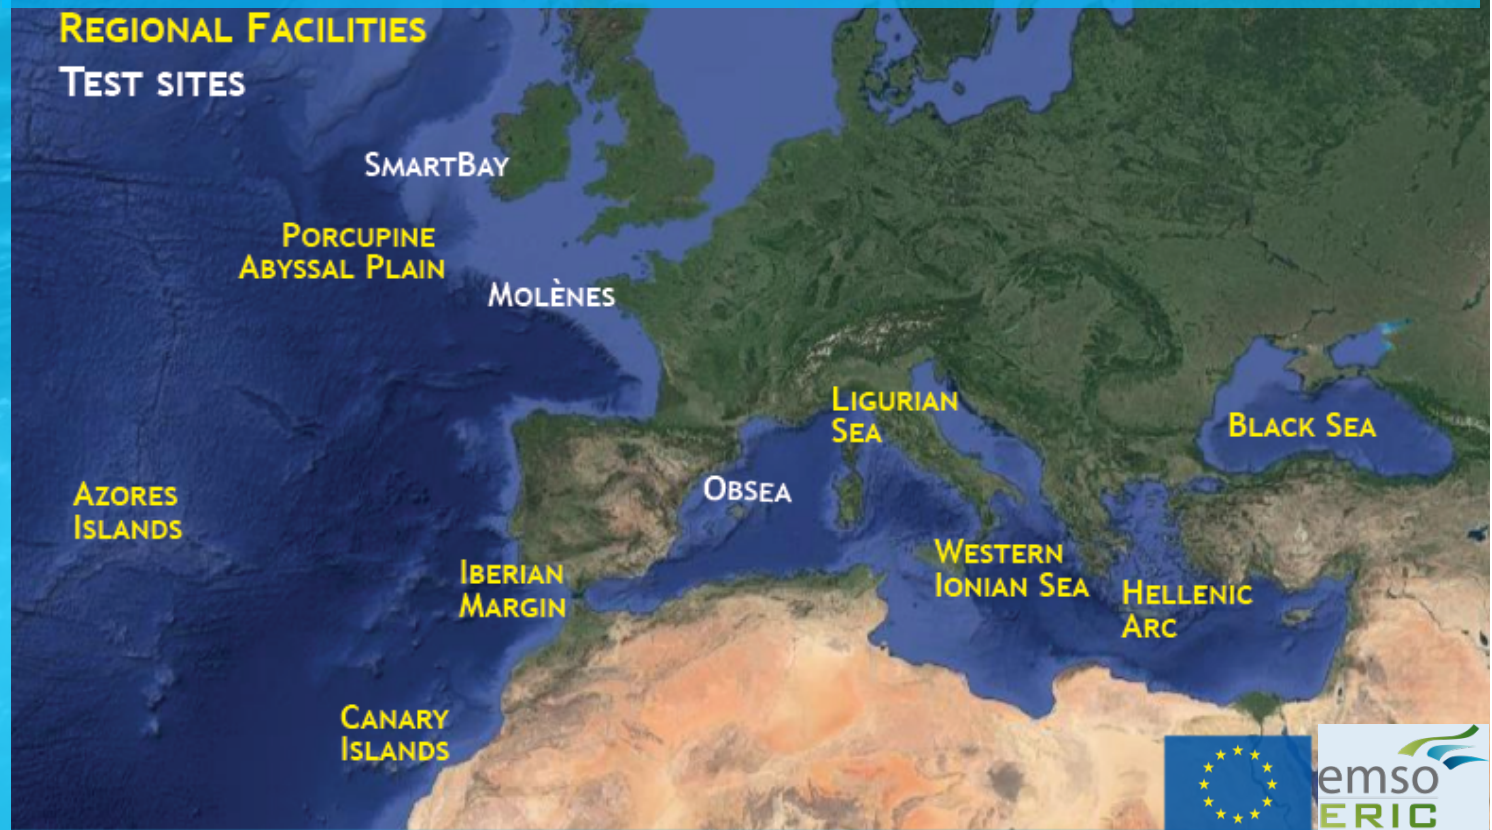 REGIONAL FACILITIES
TEST SITES
SMARTBAY
PORCUPINE
ABYSSAL PLAIN
MOLÈNES
LIGURIAN
SEA
BLACK SEA
OBSEA
AZORES
ISLANDS
IBERIAN
MARGIN
WESTERN
IONIAN SEA
HELLENIC
ARC
CANARY
ISLANDS
emso
ERIC